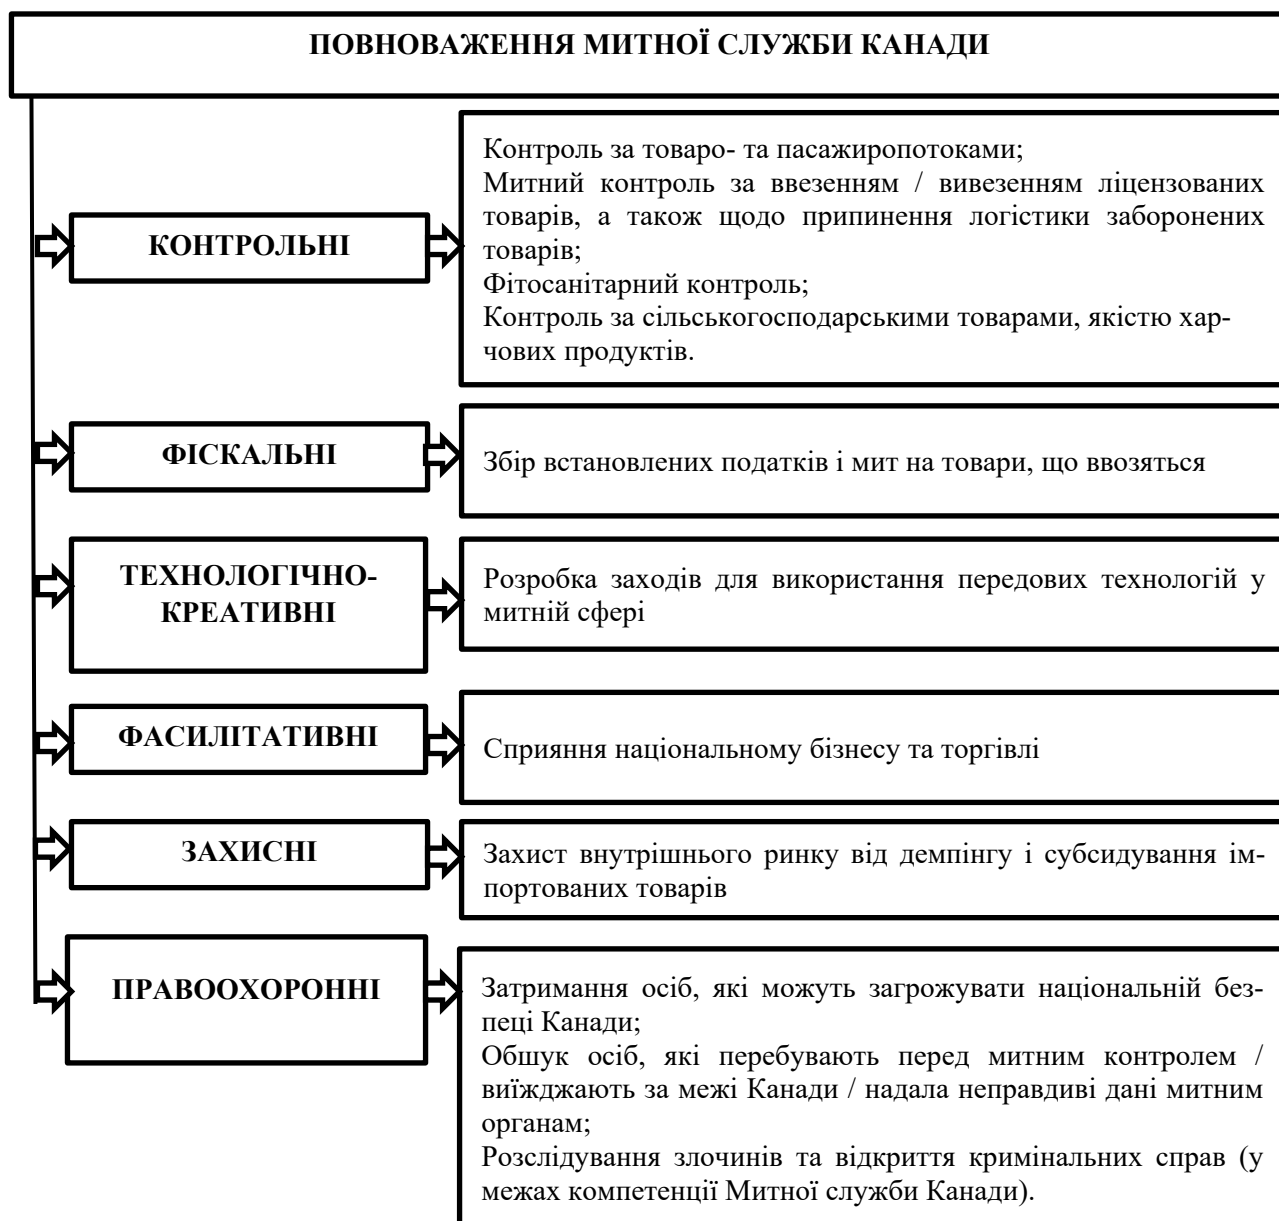 ПОВНОВАЖЕННЯ МИТНОЇ СЛУЖБИ КАНАДИ
КОНТРОЛЬНІ
Контроль за товаро- та пасажиропотоками;
Митний контроль за ввезенням / вивезенням ліцензованих
товарів, а також щодо припинення логістики заборонених
товарів;
Фітосанітарний контроль;
Контроль за сільськогосподарськими товарами, якістю хар-
чових продуктів.
ФІСКАЛЬНІ
Збір встановлених податків і мит на товари, що ввозяться
ТЕХНОЛОГІЧНО-
КРЕАТИВНІ
Розробка заходів для використання передових технологій у
митній сфері
ФАСИЛІТАТИВНІ
Сприяння національному бізнесу та торгівлі
ЗАХИСНІ
Захист внутрішнього ринку від демпінгу і субсидування ім-
портованих товарів
ПРАВООХОРОННІ
Затримання осіб, які можуть загрожувати національній без-
пеці Канади;
Обшук осіб, які перебувають перед митним контролем /
виїжджають за межі Канади / надала неправдиві дані митним
органам;
Розслідування злочинів та відкриття кримінальних справ (у
межах компетенції Митної служби Канади).